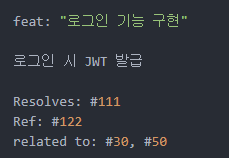 feat: "로그인 기능 구현"
로그인 시 JWT 발급
Resolves: #111
Ref: #122
related to: #30, #50